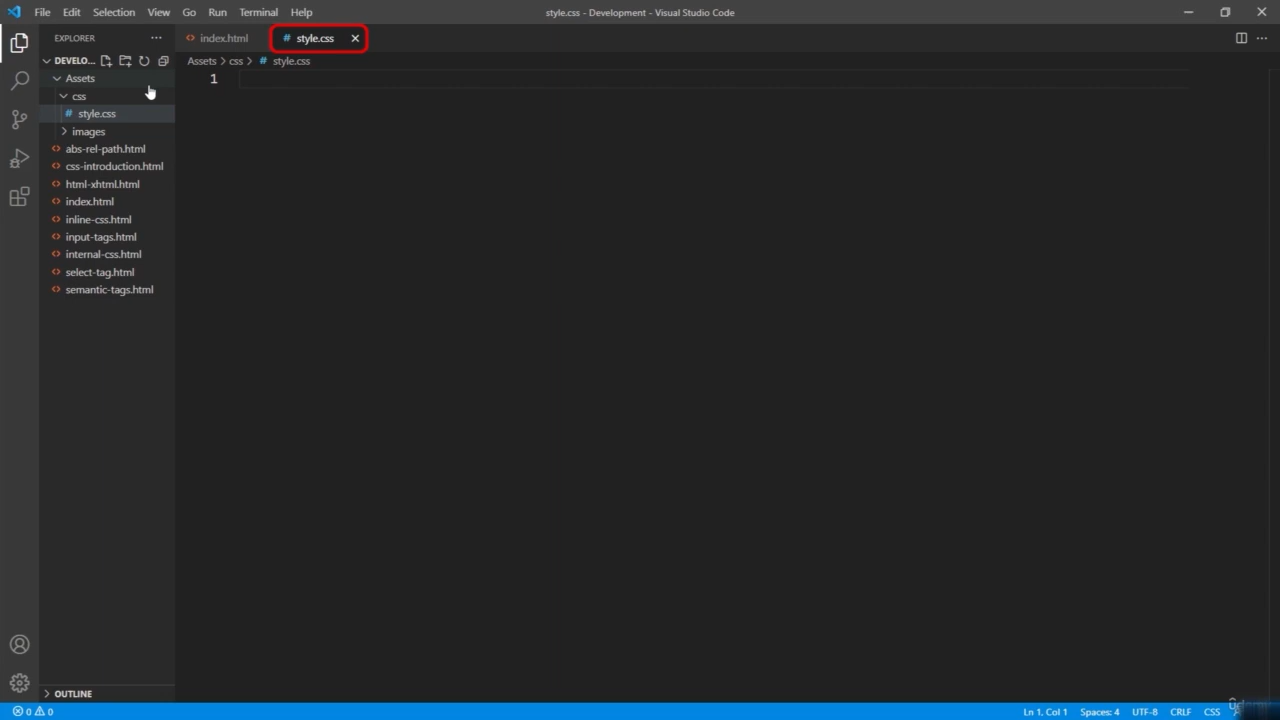 File Edit Selection View Go Run Terminal Help
style.css - Development - Visual Studio Code
EXPLORER
index.html
# style.css
DEVELO...
Assets > css > # style.css
Assets
1
css
# style.css
images
abs-rel-path.html
css-introduction.html
html-xhtml.html
index.html
inline-css.html
input-tags.html
internal-css.html
select-tag.html
semantic-tags.html
OUTLINE
0 0
Ln 1, Col 1 Spaces: 4 UTF-8 CRLF CSS